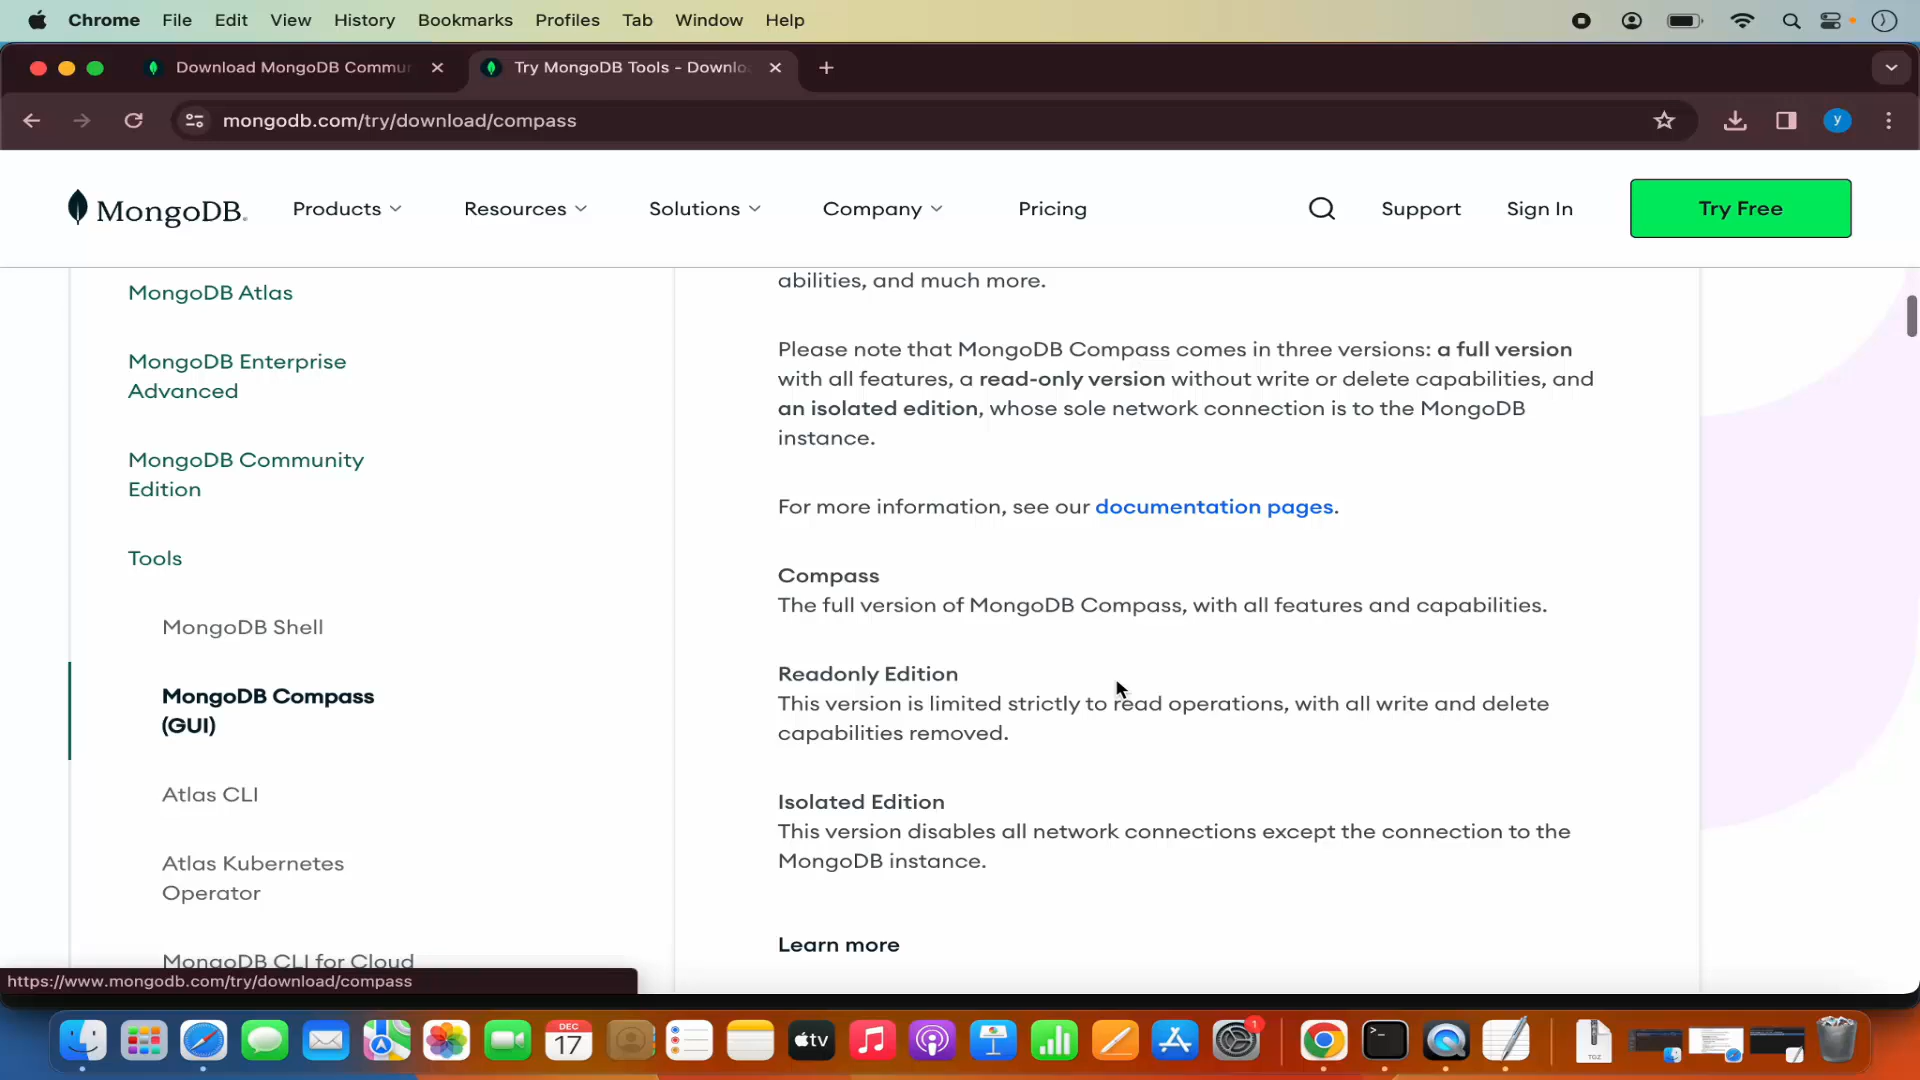 Chrome File Edit View History Bookmarks Profiles Tab Window Help
Download MongoDB Commu
Try MongoDB Tools - Downlo
mongodb.com/try/download/compass
y
MongoDB.
Products
Resources
Solutions
Company
Pricing
Support
Sign In
Try Free
MongoDB Atlas
MongoDB Enterprise
Advanced
MongoDB Community
Edition
Tools
MongoDB Shell
MongoDB Compass
(GUI)
Atlas CLI
Atlas Kubernetes
Operator
MongoDB CLI for Cloud
abilities, and much more.
Please note that MongoDB Compass comes in three versions: a full version
with all features, a read-only version without write or delete capabilities, and
an isolated edition, whose sole network connection is to the MongoDB
instance.
For more information, see our documentation pages.
Compass
The full version of MongoDB Compass, with all features and capabilities.
Readonly Edition
This version is limited strictly to read operations, with all write and delete
capabilities removed.
Isolated Edition
This version disables all network connections except the connection to the
MongoDB instance.
Learn more
https://www.mongodb.com/try/download/compass
DEC
17
tv
1
TGZ